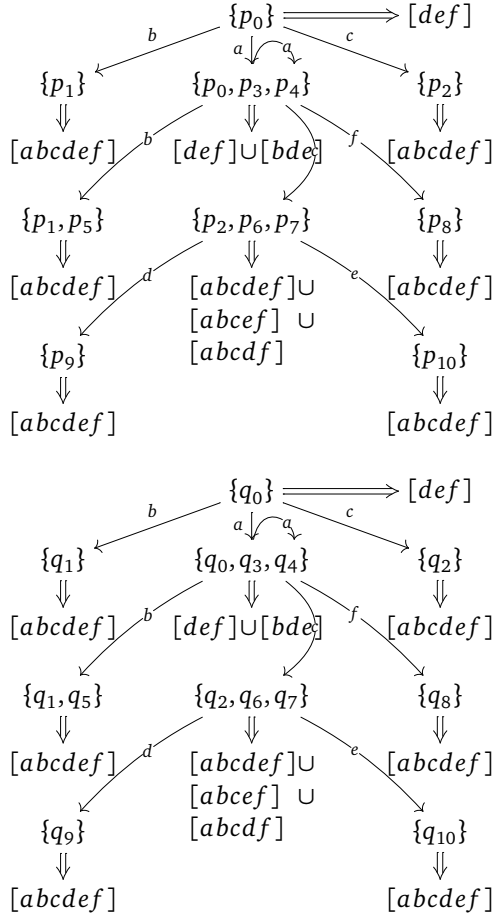 {p₀} [def]
b a a c
{p₁} {p₀, p₃, p₄} {p₂}
[abcdef] b [def]∪[bde] c f [abcdef]
{p₁, p₅} {p₂, p₆, p₇} {p₈}
[abcdef] d [abcdef]∪ e [abcdef]
[abcef] ∪
{p₉} [abcdf] {p₁₀}
[abcdef] [abcdef]
{q₀} [def]
b a a c
{q₁} {q₀, q₃, q₄} {q₂}
[abcdef] b [def]∪[bde] c f [abcdef]
{q₁, q₅} {q₂, q₆, q₇} {q₈}
[abcdef] d [abcdef]∪ e [abcdef]
[abcef] ∪
{q₉} [abcdf] {q₁₀}
[abcdef] [abcdef]